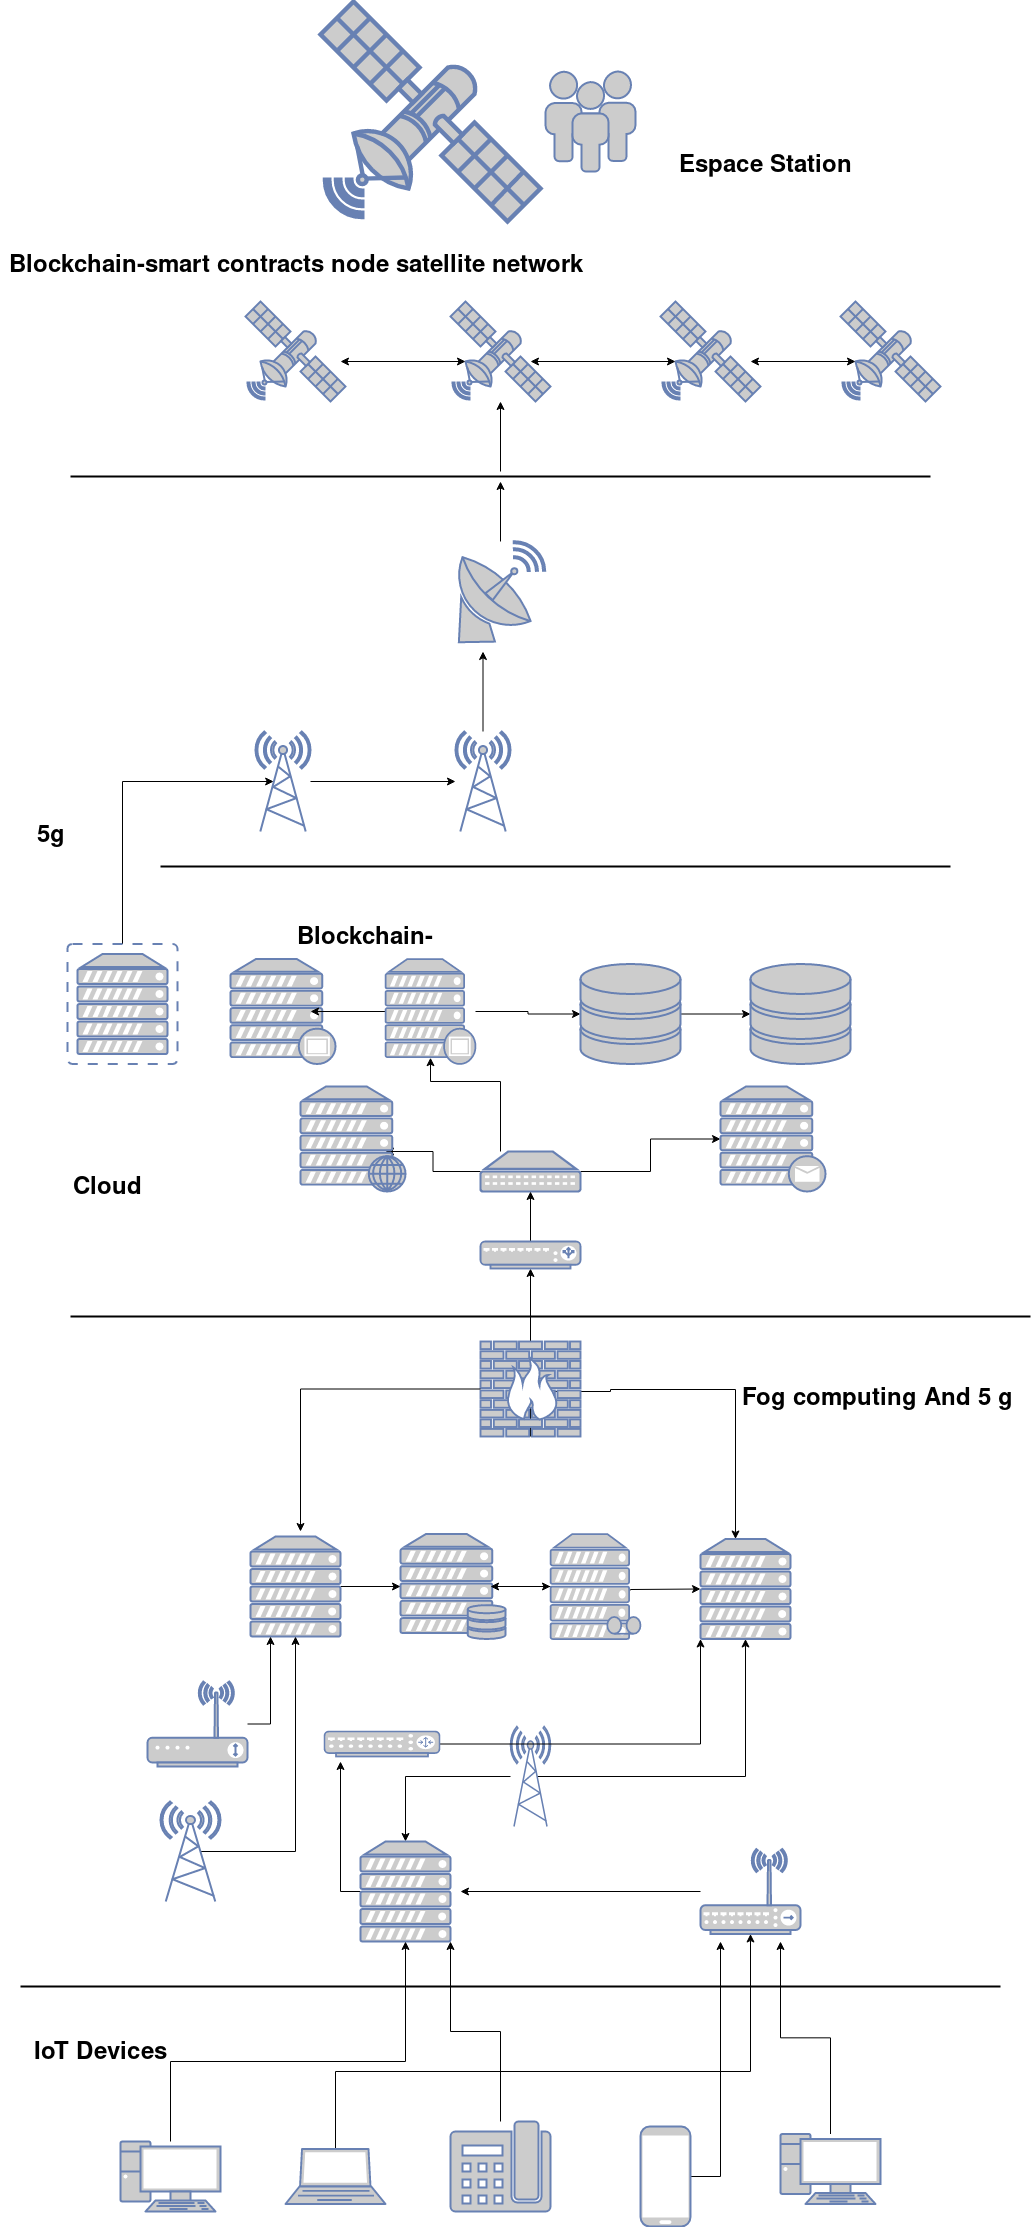 Espace Station
Blockchain-smart contracts node satellite network
5g
Blockchain-
Cloud
Fog computing And 5 g
IoT Devices